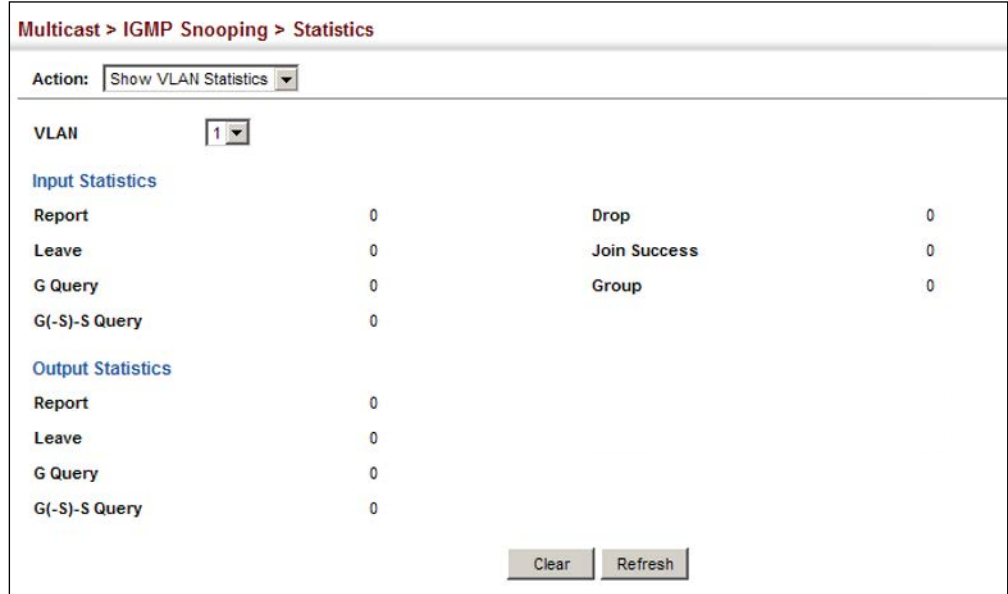 Multicast > IGMP Snooping > Statistics
Action: Show VLAN Statistics
VLAN 1
Input Statistics
Report 0 Drop 0
Leave 0 Join Success 0
G Query 0 Group 0
G(-S)-S Query 0
Output Statistics
Report 0
Leave 0
G Query 0
G(-S)-S Query 0
Clear Refresh